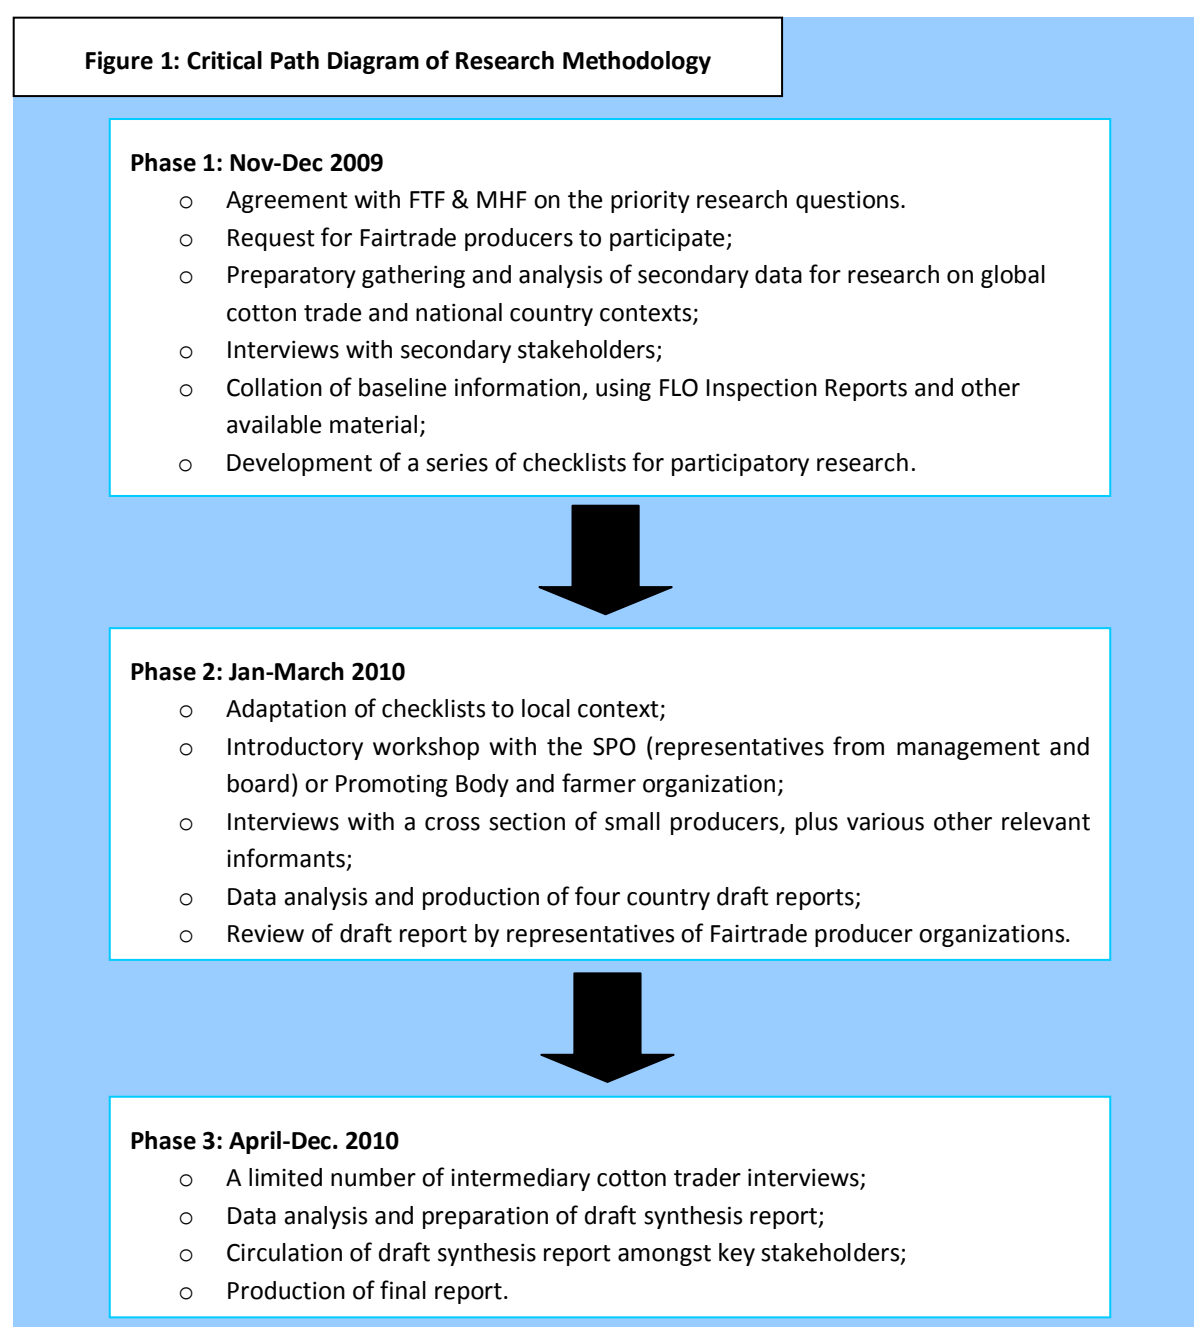 Figure 1: Critical Path Diagram of Research Methodology
Phase 1: Nov-Dec 2009
o Agreement with FTF & MHF on the priority research questions.
o Request for Fairtrade producers to participate;
o Preparatory gathering and analysis of secondary data for research on global
cotton trade and national country contexts;
o Interviews with secondary stakeholders;
o Collation of baseline information, using FLO Inspection Reports and other
available material;
o Development of a series of checklists for participatory research.
Phase 2: Jan-March 2010
o Adaptation of checklists to local context;
o Introductory workshop with the SPO (representatives from management and
board) or Promoting Body and farmer organization;
o Interviews with a cross section of small producers, plus various other relevant
informants;
o Data analysis and production of four country draft reports;
o Review of draft report by representatives of Fairtrade producer organizations.
Phase 3: April-Dec. 2010
o A limited number of intermediary cotton trader interviews;
o Data analysis and preparation of draft synthesis report;
o Circulation of draft synthesis report amongst key stakeholders;
o Production of final report.